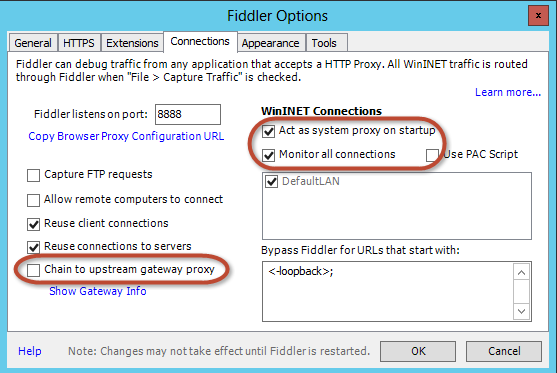 Fiddler Options
General
HTTPS
Extensions
Connections
Appearance
Tools
Fiddler can debug traffic from any application that accepts a HTTP Proxy. All WinINET traffic is routed
through Fiddler when "File > Capture Traffic" is checked.
Learn more...
Fiddler listens on port: 8888
Copy Browser Proxy Configuration URL
Capture FTP requests
Allow remote computers to connect
Reuse client connections
Reuse connections to servers
Chain to upstream gateway proxy
Show Gateway Info
WinINET Connections
Act as system proxy on startup
Monitor all connections
Use PAC Script
DefaultLAN
Bypass Fiddler for URLs that start with:
<-loopback>;
Help
Note: Changes may not take effect until Fiddler is restarted.
OK
Cancel